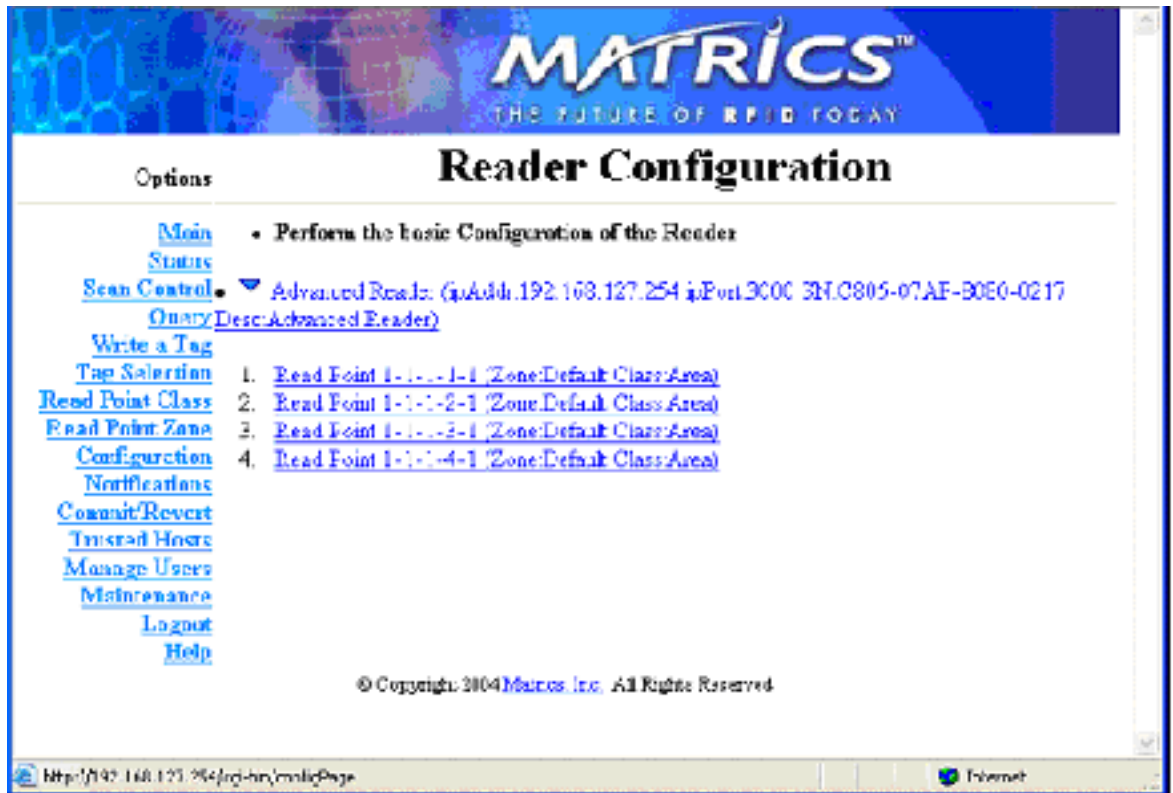 MATRICS™
THE FUTURE OF RFID TODAY
Options
Reader Configuration
Main
Status
Scan Control
Query
Write a Tag
Tag Selection
Read Point Class
Read Point Zone
Configuration
Notifications
Commit/Revert
Trusted Hosts
Manage Users
Maintenance
Logout
Help
• Perform the basic Configuration of the Reader
• Advanced Reader (ipAddr:192.168.127.254 ipPort:3000
Desc:Advanced Reader)
1. Read Point 1-1-1-1-1 (Zone:Default Class:Area)
2. Read Point 1-1-1-2-1 (Zone:Default Class:Area)
3. Read Point 1-1-1-3-1 (Zone:Default Class:Area)
4. Read Point 1-1-1-4-1 (Zone:Default Class:Area)
© Copyright 2004 Matrics, Inc. All Rights Reserved
Internet